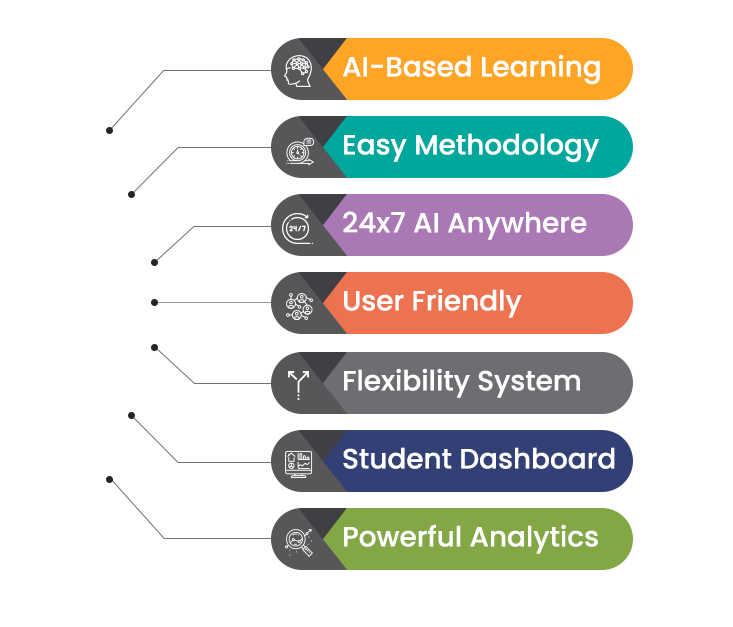 AI-Based Learning
Easy Methodology
24/7
24x7 AI Anywhere
User Friendly
Flexibility System
Student Dashboard
Powerful Analytics